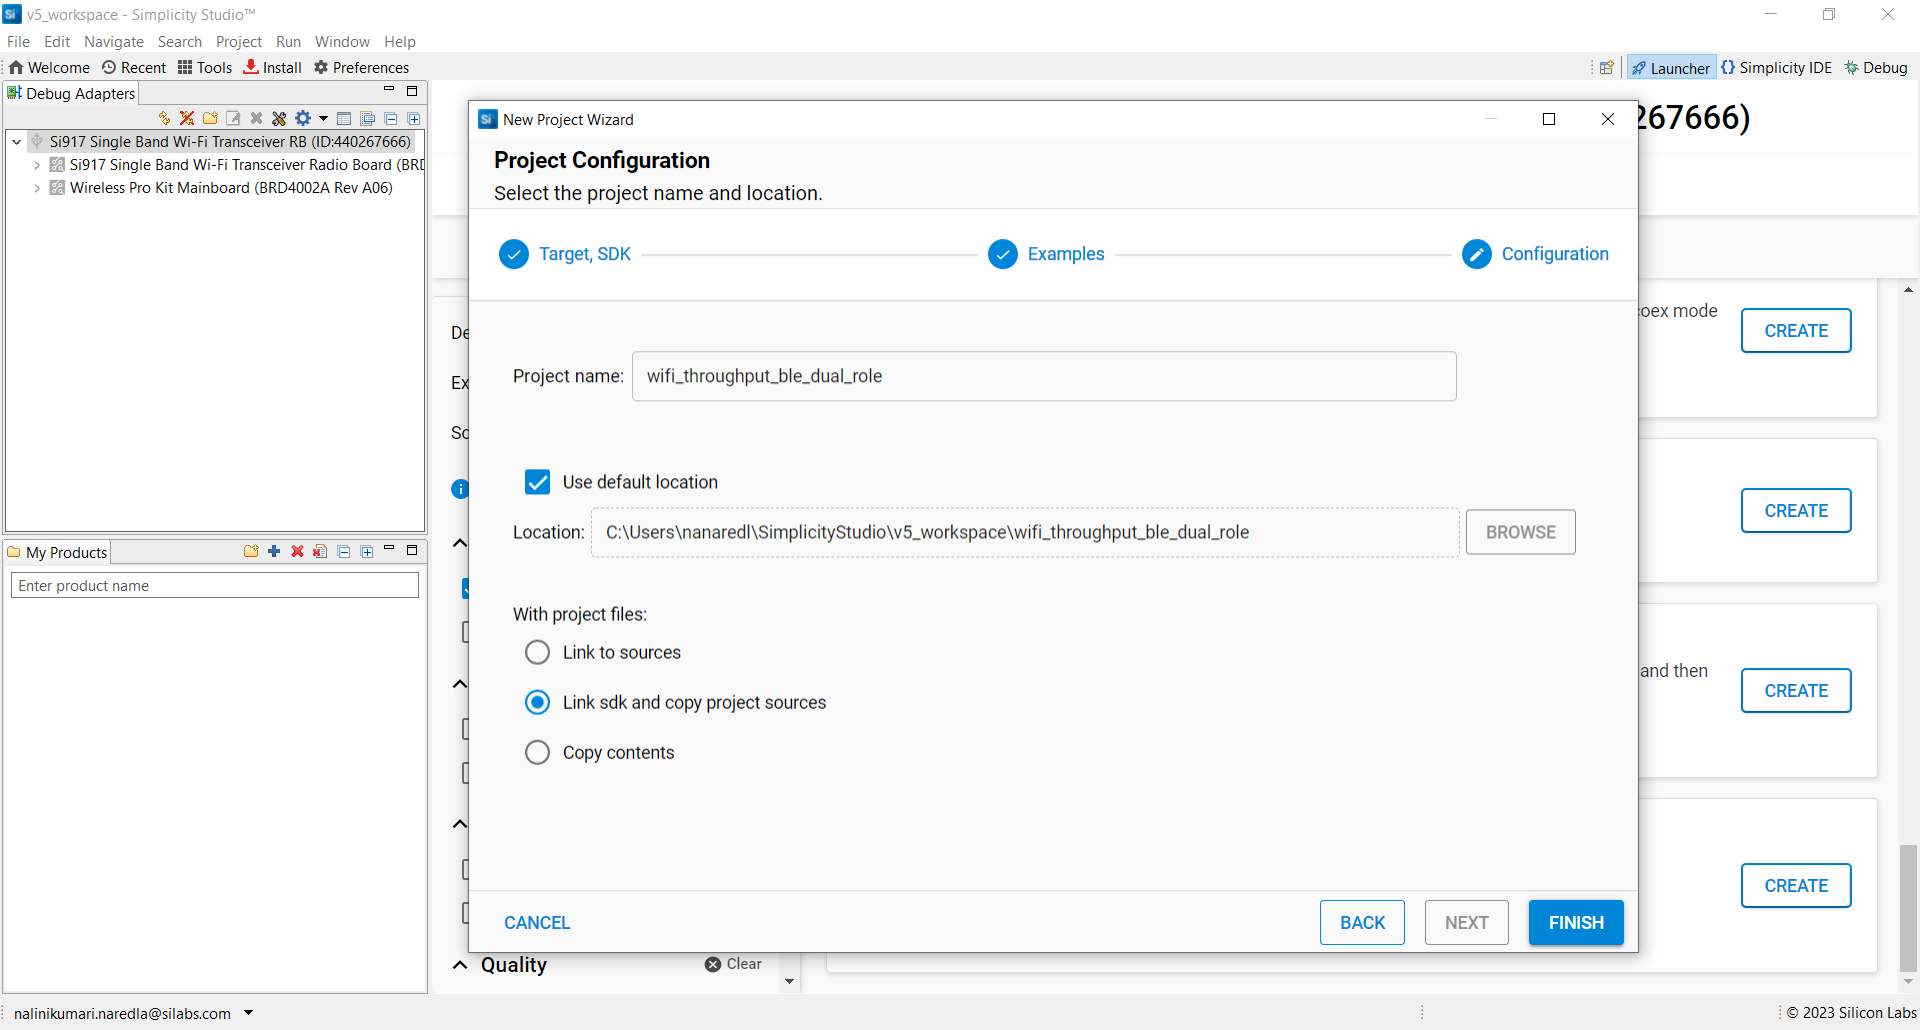 Si v5_workspace - Simplicity Studio™
File Edit Navigate Search Project Run Window Help
Welcome Recent Tools Install Preferences
Launcher {} Simplicity IDE Debug
Debug Adapters
Si917 Single Band Wi-Fi Transceiver RB (ID:440267666)
Si917 Single Band Wi-Fi Transceiver Radio Board (BRD
Wireless Pro Kit Mainboard (BRD4002A Rev A06)
My Products
Enter product name
267666)
De
Ex
Sc
Si New Project Wizard
Project Configuration
Select the project name and location.
Target, SDK
Examples
Configuration
Project name: wifi_throughput_ble_dual_role
Use default location
Location: C:\Users\nanaredl\SimplicityStudio\v5_workspace\wifi_throughput_ble_dual_role
BROWSE
With project files:
Link to sources
Link sdk and copy project sources
Copy contents
CANCEL BACK NEXT FINISH
coex mode
CREATE
CREATE
and then
CREATE
CREATE
Quality Clear
nalinikumari.naredla@silabs.com
© 2023 Silicon Labs